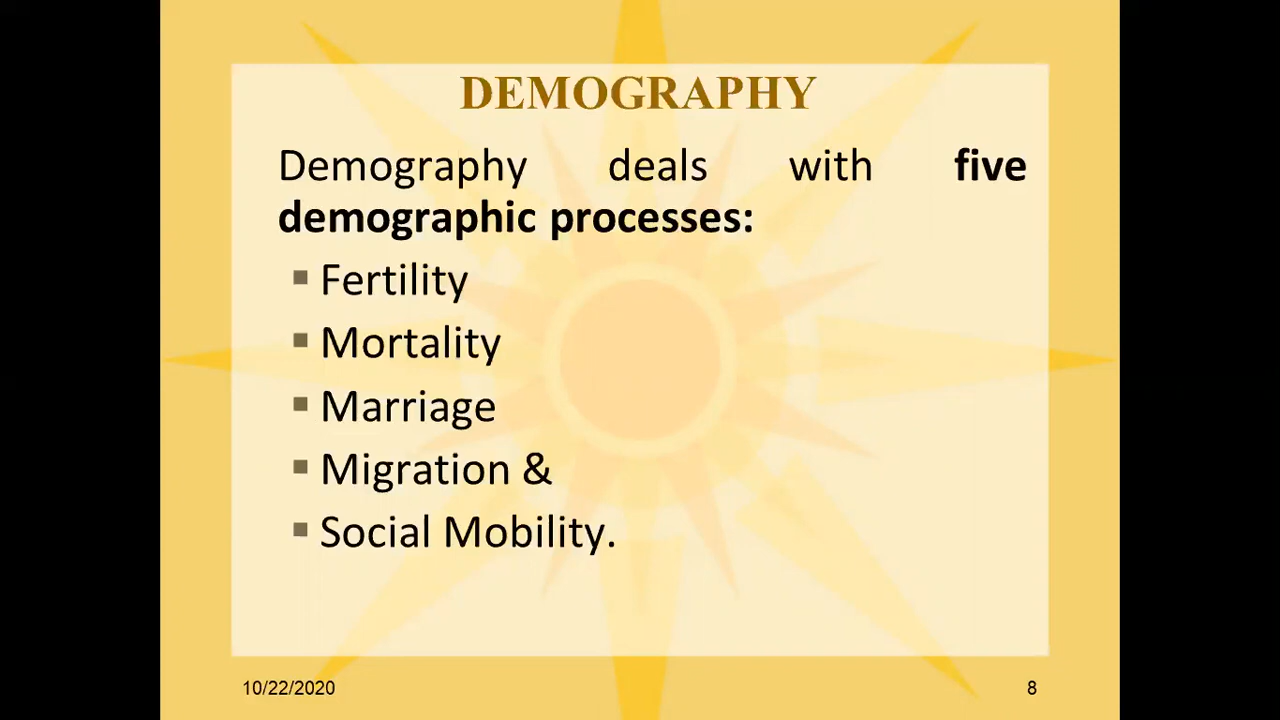 DEMOGRAPHY
Demography deals with five
demographic processes:
▪ Fertility
▪ Mortality
▪ Marriage
▪ Migration &
▪ Social Mobility.
10/22/2020
8